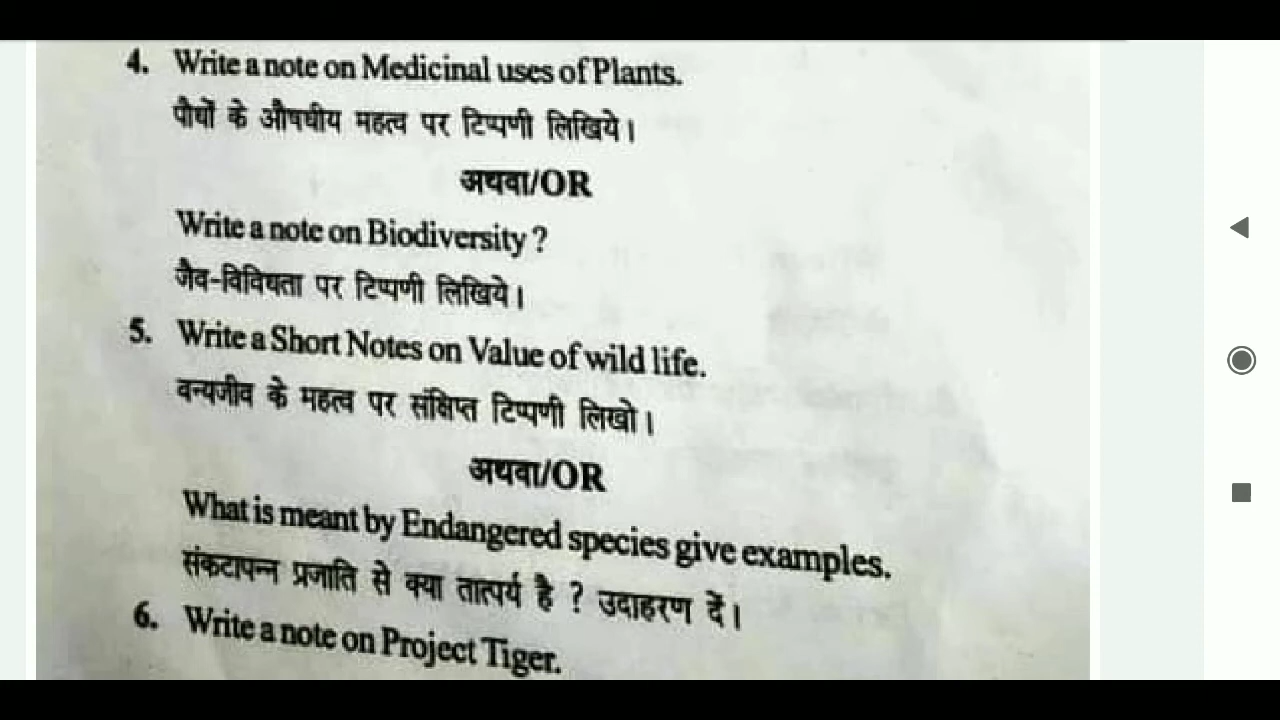 4. Write a note on Medicinal uses of Plants.
पौधों के औषधीय महत्व पर टिप्पणी लिखिये।
अथवा/OR
Write a note on Biodiversity ?
जैव-विविधता पर टिप्पणी लिखिये।
5. Write a Short Notes on Value of wild life.
वन्यजीव के महत्व पर संक्षिप्त टिप्पणी लिखो।
अथवा/OR
What is meant by Endangered species give examples.
संकटापन्न प्रजाति से क्या तात्पर्य है ? उदाहरण दें।
6. Write a note on Project Tiger.